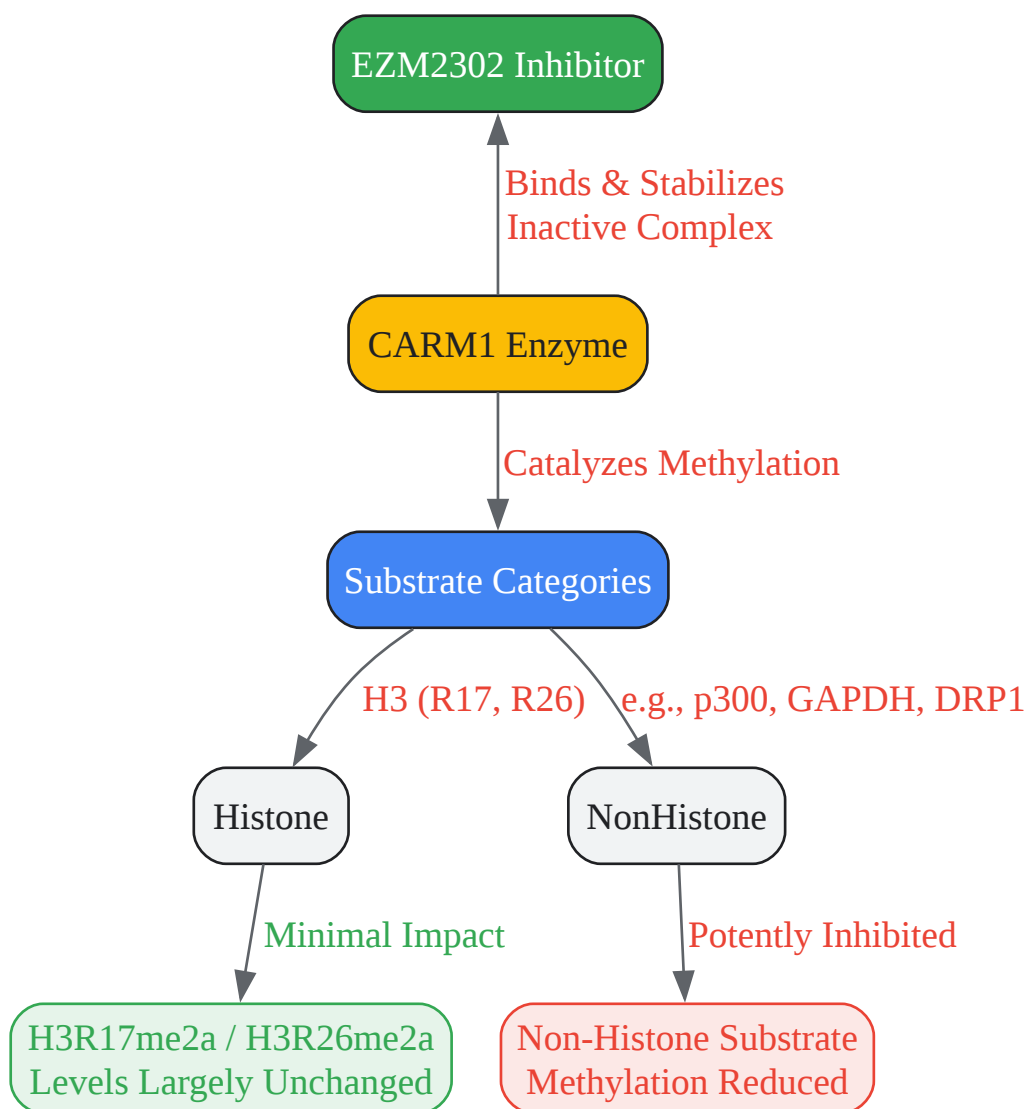 EZM2302 Inhibitor
Binds & Stabilizes
Inactive Complex
CARM1 Enzyme
Catalyzes Methylation
Substrate Categories
H3 (R17, R26)
e.g., p300, GAPDH, DRP1
Histone
NonHistone
Minimal Impact
Potently Inhibited
H3R17me2a / H3R26me2a
Levels Largely Unchanged
Non-Histone Substrate
Methylation Reduced